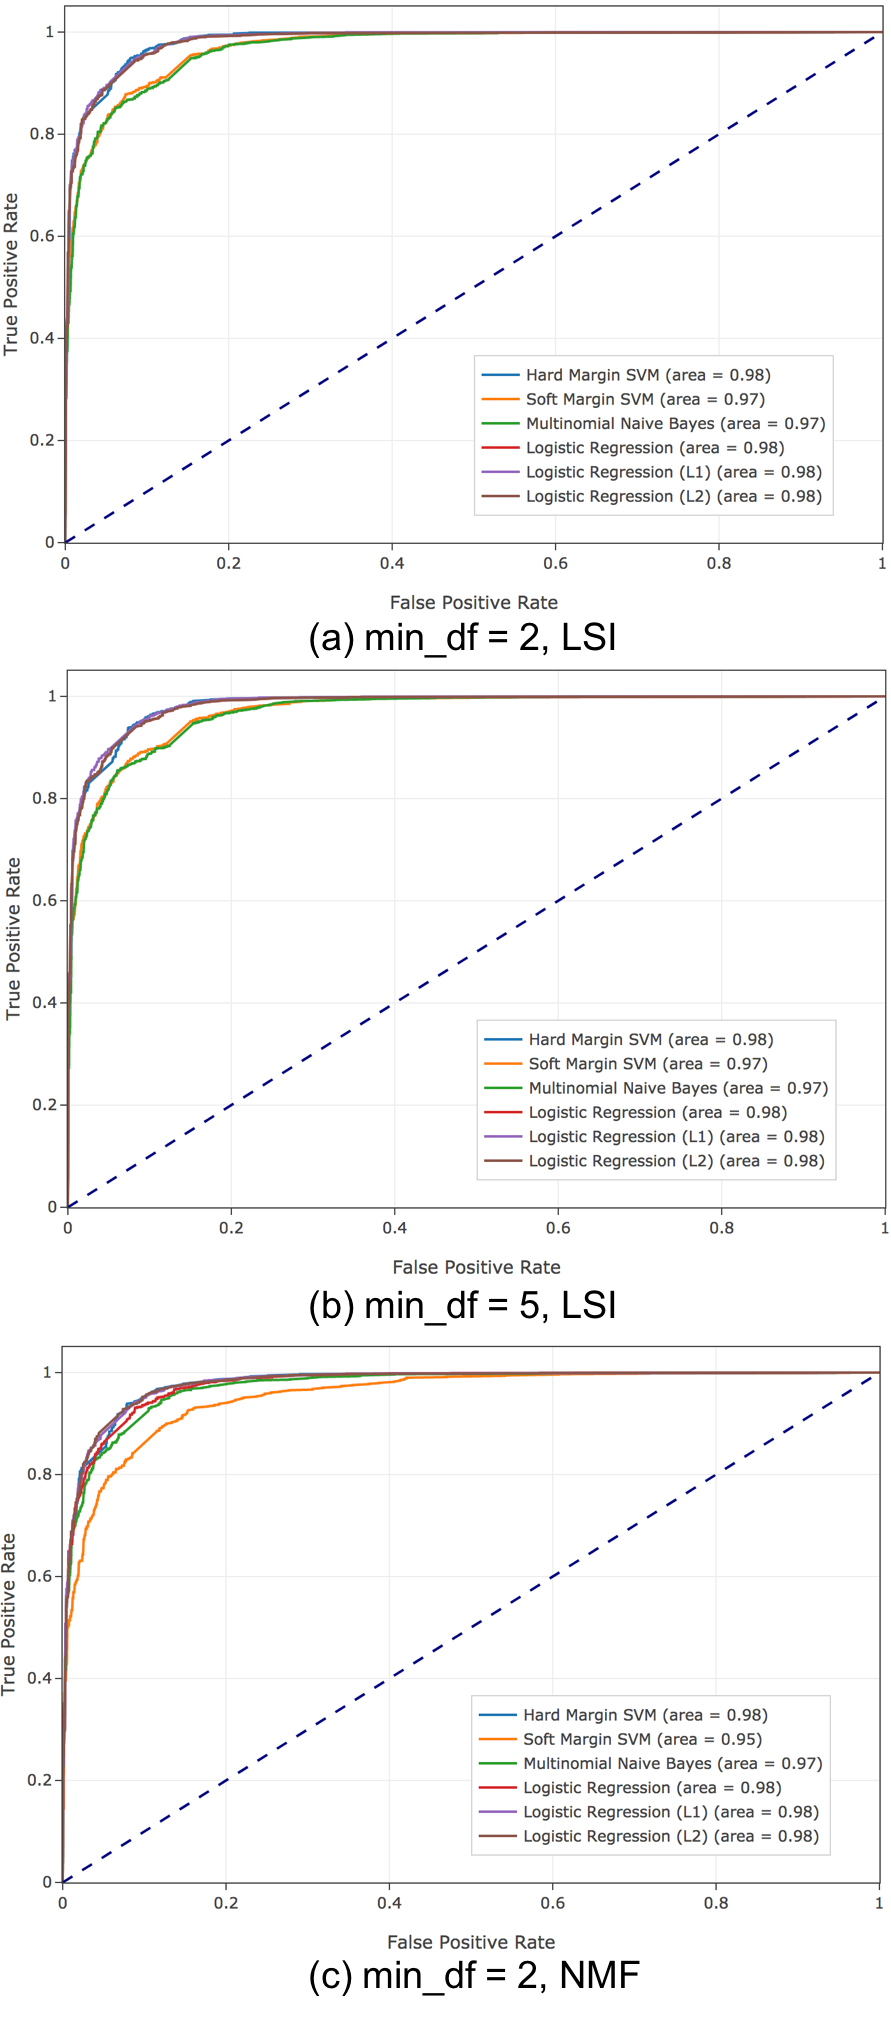 1
0.8
0.6
0.4
0.2
0
True Positive Rate
Hard Margin SVM (area = 0.98)
Soft Margin SVM (area = 0.97)
Multinomial Naive Bayes (area = 0.97)
Logistic Regression (area = 0.98)
Logistic Regression (L1) (area = 0.98)
Logistic Regression (L2) (area = 0.98)
0 0.2 0.4 0.6 0.8 1
False Positive Rate
(a) min_df = 2, LSI
1
0.8
0.6
0.4
0.2
0
True Positive Rate
Hard Margin SVM (area = 0.98)
Soft Margin SVM (area = 0.97)
Multinomial Naive Bayes (area = 0.97)
Logistic Regression (area = 0.98)
Logistic Regression (L1) (area = 0.98)
Logistic Regression (L2) (area = 0.98)
0 0.2 0.4 0.6 0.8 1
False Positive Rate
(b) min_df = 5, LSI
1
0.8
0.6
0.4
0.2
0
True Positive Rate
Hard Margin SVM (area = 0.98)
Soft Margin SVM (area = 0.95)
Multinomial Naive Bayes (area = 0.97)
Logistic Regression (area = 0.98)
Logistic Regression (L1) (area = 0.98)
Logistic Regression (L2) (area = 0.98)
0 0.2 0.4 0.6 0.8 1
False Positive Rate
(c) min_df = 2, NMF